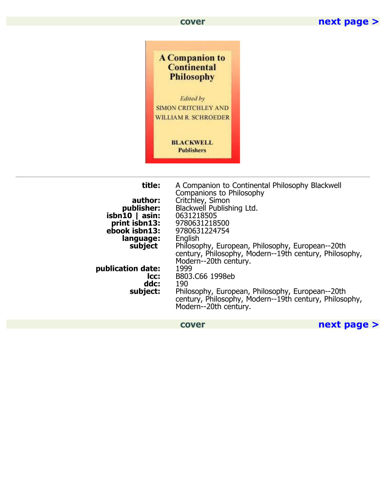 cover next page >
A Companion to
Continental
Philosophy
Edited by
SIMON CRITCHLEY AND
WILLIAM R. SCHROEDER
BLACKWELL
Publishers
title: A Companion to Continental Philosophy Blackwell
Companions to Philosophy
author: Critchley, Simon
publisher: Blackwell Publishing Ltd.
isbn10 | asin: 0631218505
print isbn13: 9780631218500
ebook isbn13: 9780631224754
language: English
subject Philosophy, European, Philosophy, European--20th
century, Philosophy, Modern--19th century, Philosophy,
Modern--20th century.
publication date: 1999
lcc: B803.C66 1998eb
ddc: 190
subject: Philosophy, European, Philosophy, European--20th
century, Philosophy, Modern--19th century, Philosophy,
Modern--20th century.
cover next page >